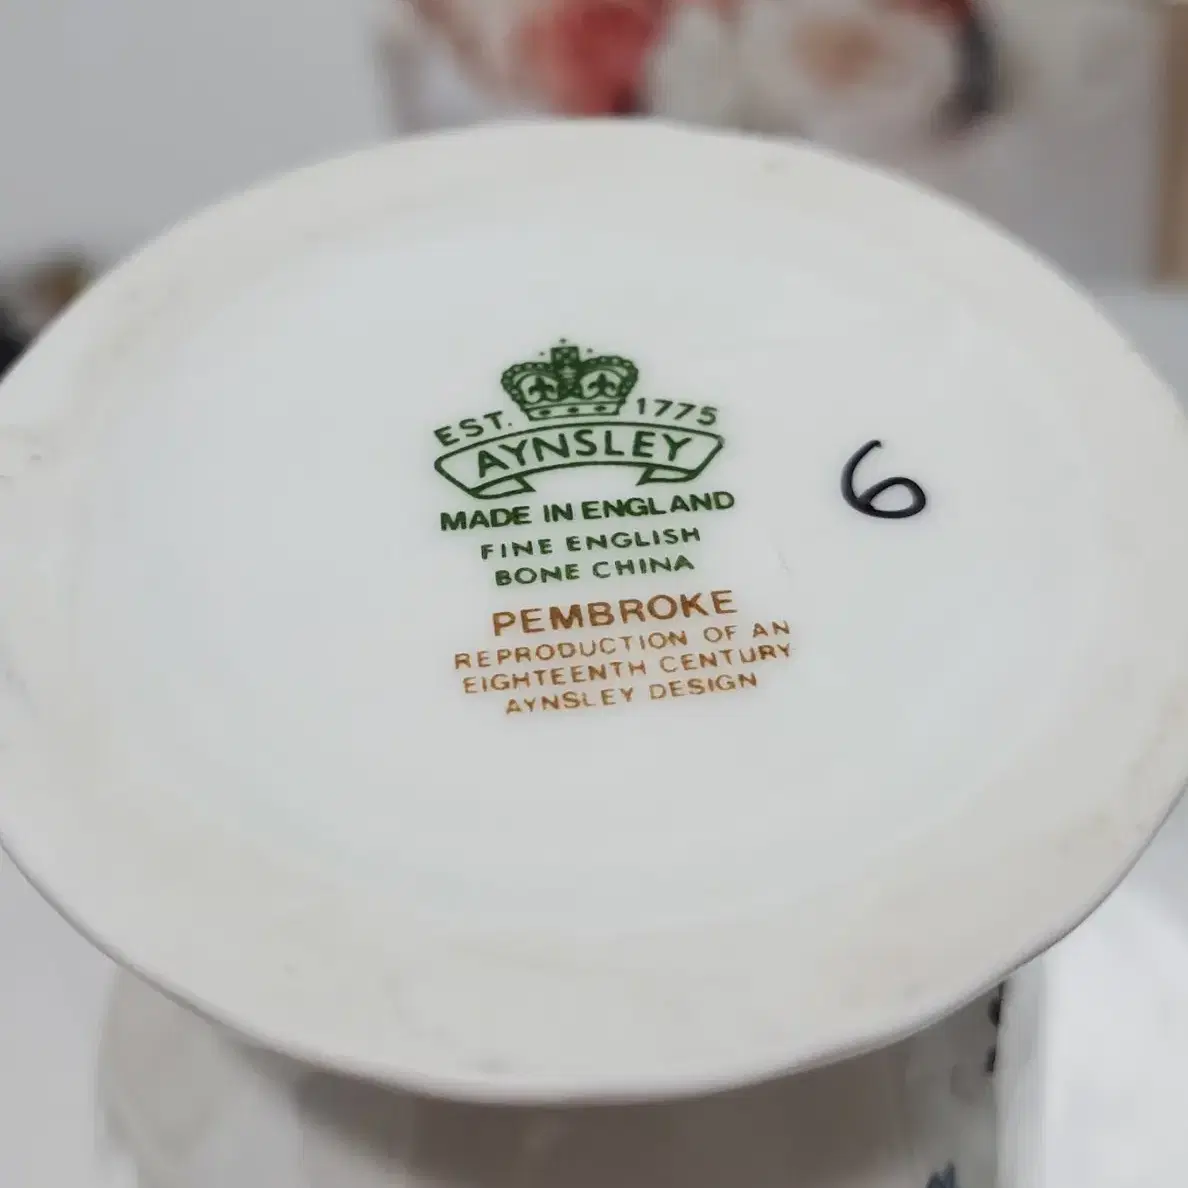 EST. 1775
AYNSLEY
MADE IN ENGLAND
FINE ENGLISH
BONE CHINA
PEMBROKE
REPRODUCTION OF AN
EIGHTEENTH CENTURY
AYNSLEY DESIGN
6